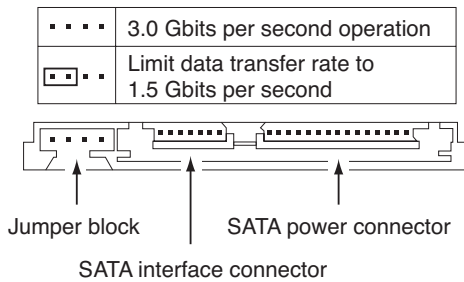 3.0 Gbits per second operation
Limit data transfer rate to
1.5 Gbits per second
Jumper block
SATA power connector
SATA interface connector